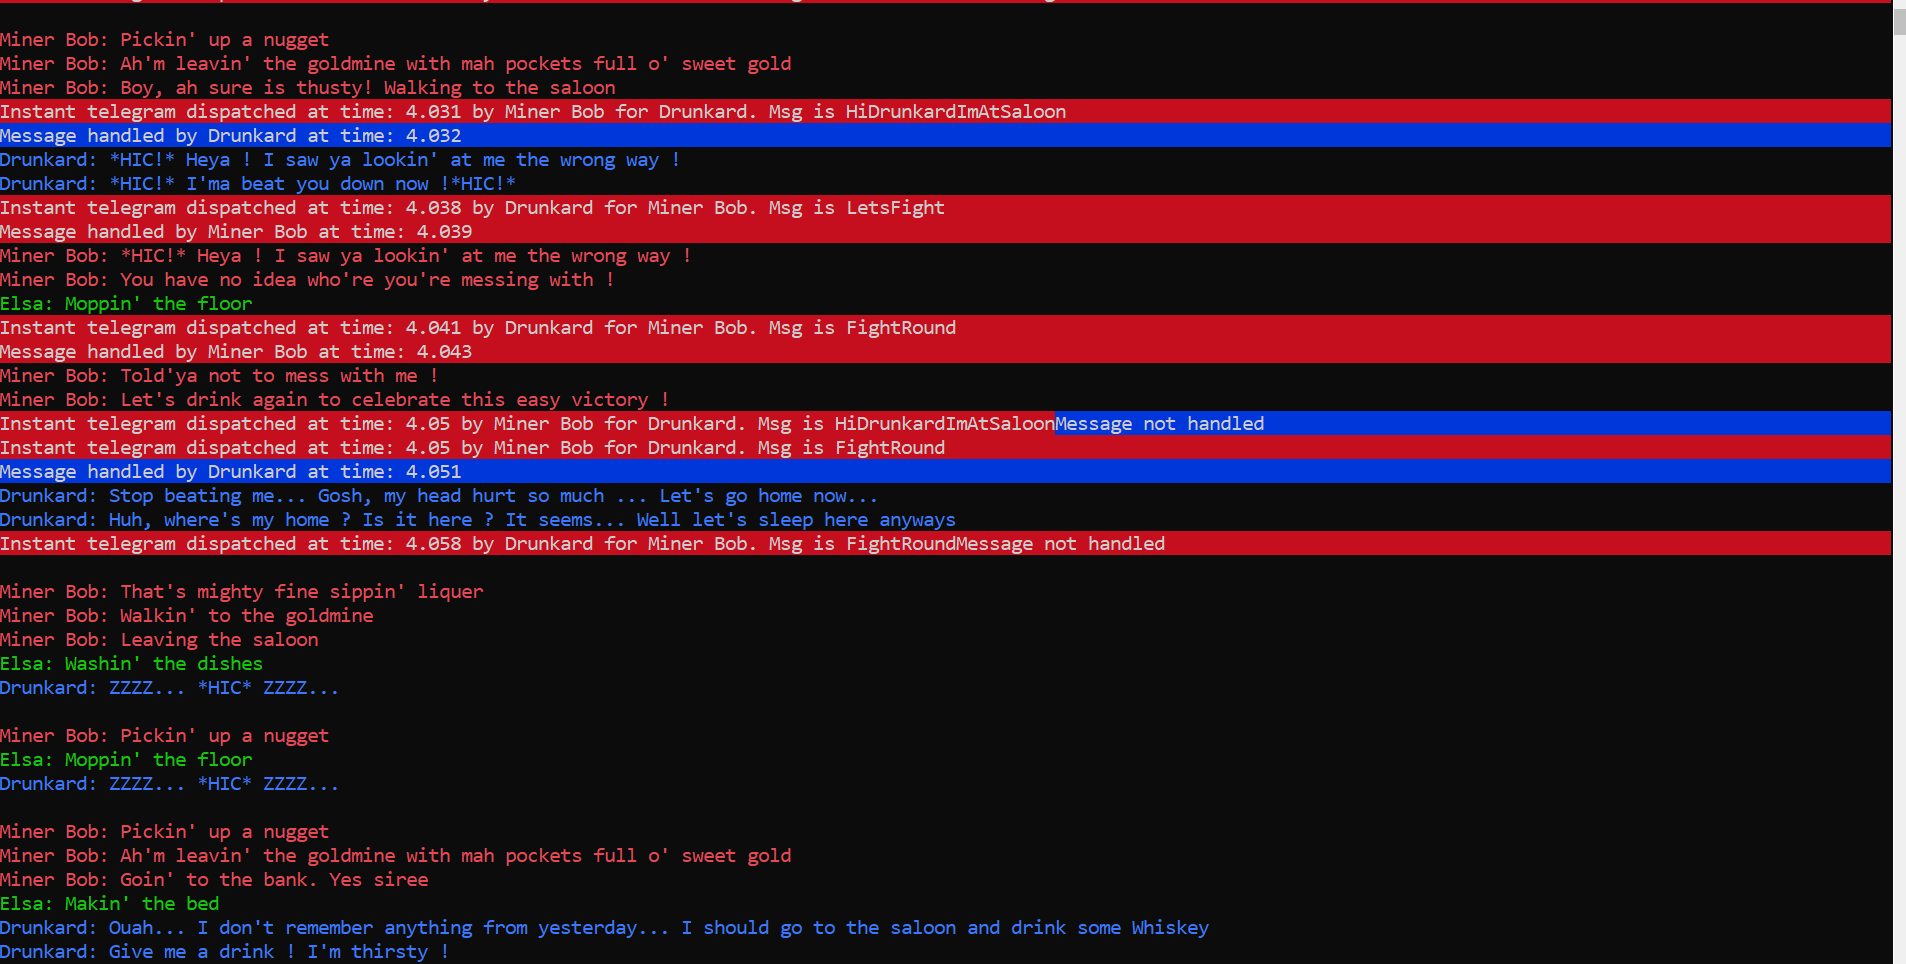 Miner Bob: Pickin' up a nugget
Miner Bob: Ah'm leavin' the goldmine with mah pockets full o' sweet gold
Miner Bob: Boy, ah sure is thusty! Walking to the saloon
Instant telegram dispatched at time: 4.031 by Miner Bob for Drunkard. Msg is HiDrunkardImAtSaloon
Message handled by Drunkard at time: 4.032
Drunkard: *HIC!* Heya ! I saw ya lookin' at me the wrong way !
Drunkard: *HIC!* I'ma beat you down now !*HIC!*
Instant telegram dispatched at time: 4.038 by Drunkard for Miner Bob. Msg is LetsFight
Message handled by Miner Bob at time: 4.039
Miner Bob: *HIC!* Heya ! I saw ya lookin' at me the wrong way !
Miner Bob: You have no idea who're you're messing with !
Elsa: Moppin' the floor
Instant telegram dispatched at time: 4.041 by Drunkard for Miner Bob. Msg is FightRound
Message handled by Miner Bob at time: 4.043
Miner Bob: Told'ya not to mess with me !
Miner Bob: Let's drink again to celebrate this easy victory !
Instant telegram dispatched at time: 4.05 by Miner Bob for Drunkard. Msg is HiDrunkardImAtSaloonMessage not handled
Instant telegram dispatched at time: 4.05 by Miner Bob for Drunkard. Msg is FightRound
Message handled by Drunkard at time: 4.051
Drunkard: Stop beating me... Gosh, my head hurt so much ... Let's go home now...
Drunkard: Huh, where's my home ? Is it here ? It seems... Well let's sleep here anyways
Instant telegram dispatched at time: 4.058 by Drunkard for Miner Bob. Msg is FightRoundMessage not handled
Miner Bob: That's mighty fine sippin' liquer
Miner Bob: Walkin' to the goldmine
Miner Bob: Leaving the saloon
Elsa: Washin' the dishes
Drunkard: ZZZZ... *HIC* ZZZZ...
Miner Bob: Pickin' up a nugget
Elsa: Moppin' the floor
Drunkard: ZZZZ... *HIC* ZZZZ...
Miner Bob: Pickin' up a nugget
Miner Bob: Ah'm leavin' the goldmine with mah pockets full o' sweet gold
Miner Bob: Goin' to the bank. Yes siree
Elsa: Makin' the bed
Drunkard: Ouah... I don't remember anything from yesterday... I should go to the saloon and drink some Whiskey
Drunkard: Give me a drink ! I'm thirsty !